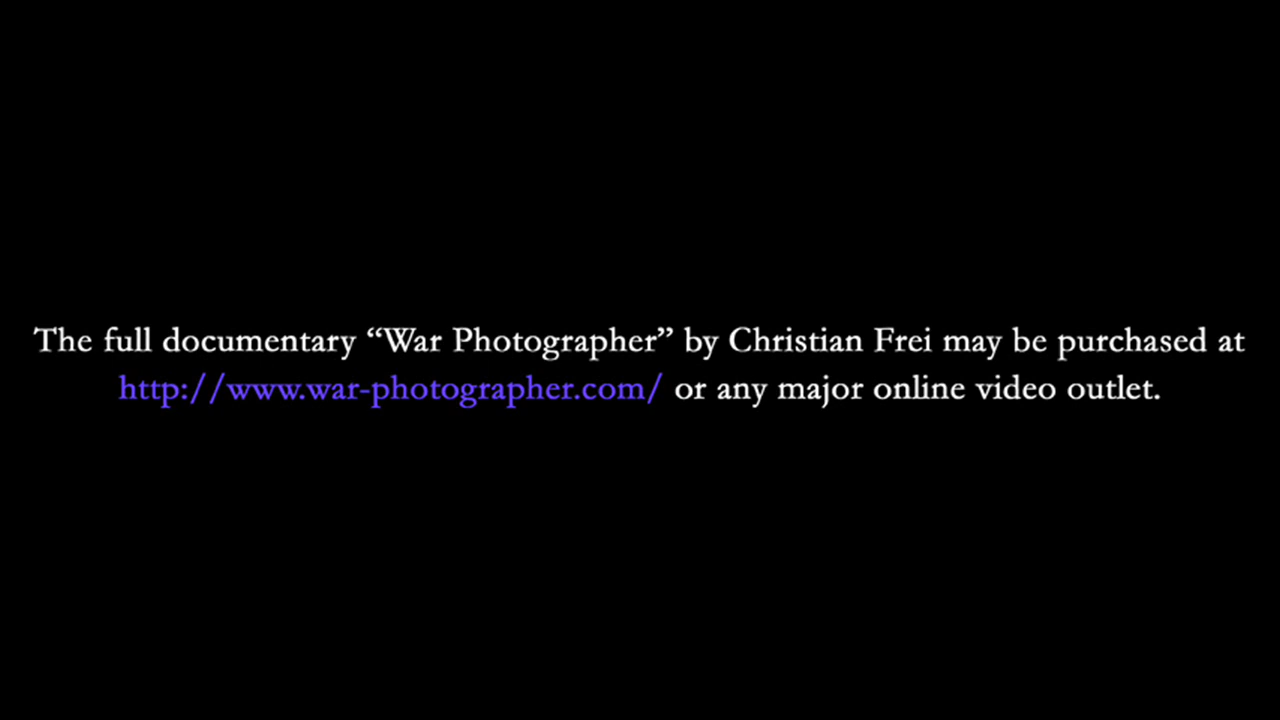 The full documentary “War Photographer” by Christian Frei may be purchased at
http://www.war-photographer.com/ or any major online video outlet.